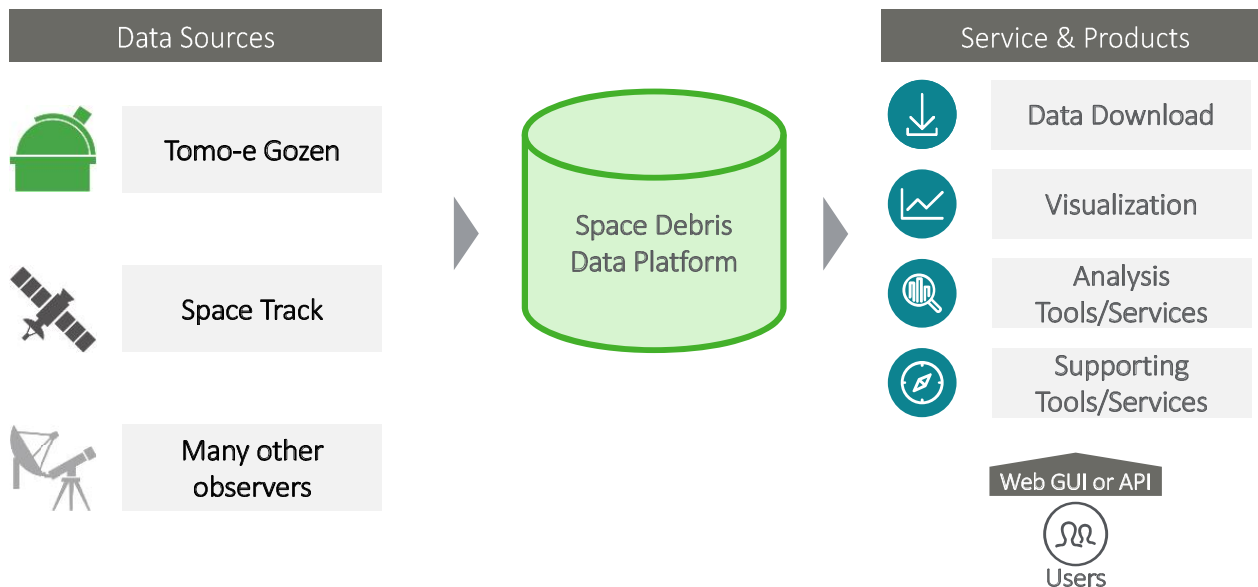 Data Sources
Tomo-e Gozen
Space Track
Many other
observers
Space Debris
Data Platform
Service & Products
Data Download
Visualization
Analysis
Tools/Services
Supporting
Tools/Services
Web GUI or API
Users